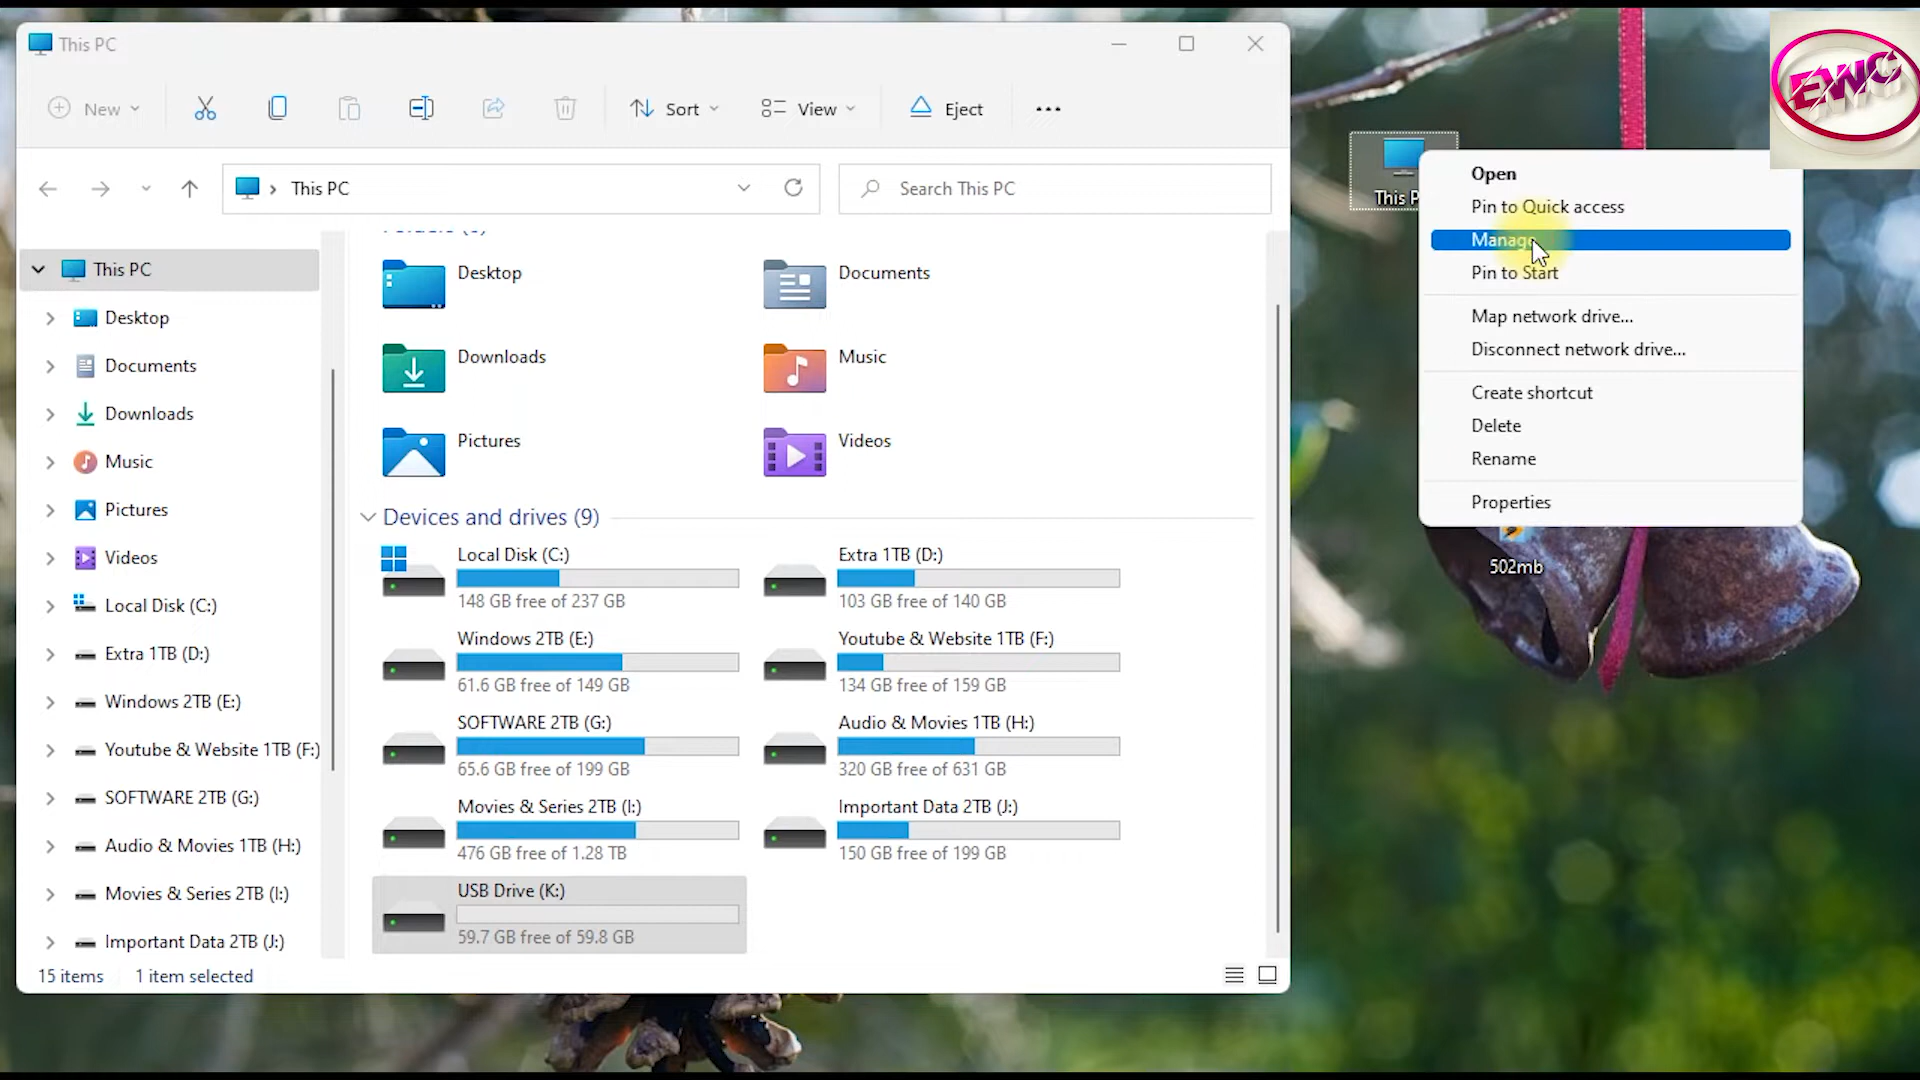 This PC
New
Sort
View
Eject
This PC
Search This PC
This PC
Desktop
Documents
Downloads
Music
Pictures
Videos
Local Disk (C:)
Extra 1TB (D:)
Windows 2TB (E:)
Youtube & Website 1TB (F:)
SOFTWARE 2TB (G:)
Audio & Movies 1TB (H:)
Movies & Series 2TB (I:)
Important Data 2TB (J:)
Desktop
Documents
Downloads
Music
Pictures
Videos
Devices and drives (9)
Local Disk (C:)
148 GB free of 237 GB
Extra 1TB (D:)
103 GB free of 140 GB
Windows 2TB (E:)
61.6 GB free of 149 GB
Youtube & Website 1TB (F:)
134 GB free of 159 GB
SOFTWARE 2TB (G:)
65.6 GB free of 199 GB
Audio & Movies 1TB (H:)
320 GB free of 631 GB
Movies & Series 2TB (I:)
476 GB free of 1.28 TB
Important Data 2TB (J:)
150 GB free of 199 GB
USB Drive (K:)
59.7 GB free of 59.8 GB
15 items
1 item selected
This P
Open
Pin to Quick access
Manage
Pin to Start
Map network drive...
Disconnect network drive...
Create shortcut
Delete
Rename
Properties
502mb
EWC